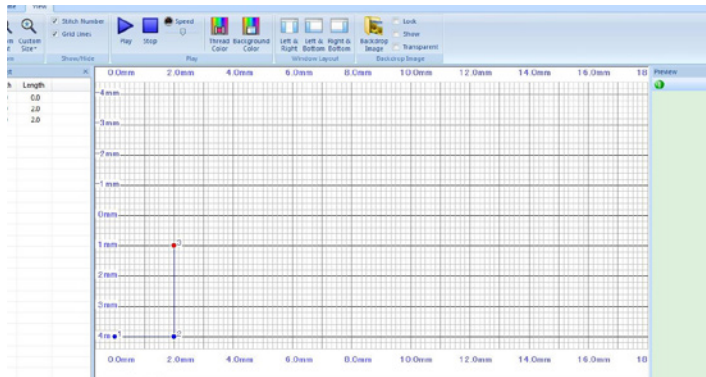 View
Stitch Number
Grid Lines
Custom
Size
Show/Hide
Play
Stop
Speed
Thread
Color
Background
Color
Play
Left &
Right
Left &
Bottom
Right &
Bottom
Window Layout
Backdrop
Image
Lock
Show
Transparent
Backdrop Image
Length
0.0
2.0
2.0
0.0mm 2.0mm 4.0mm 6.0mm 8.0mm 10.0mm 12.0mm 14.0mm 16.0mm 18
Preview
-4mm
-3mm
-2mm
-1mm
0mm
1mm
2mm
3mm
1
2
3
0.0mm 2.0mm 4.0mm 6.0mm 8.0mm 10.0mm 12.0mm 14.0mm 16.0mm 18